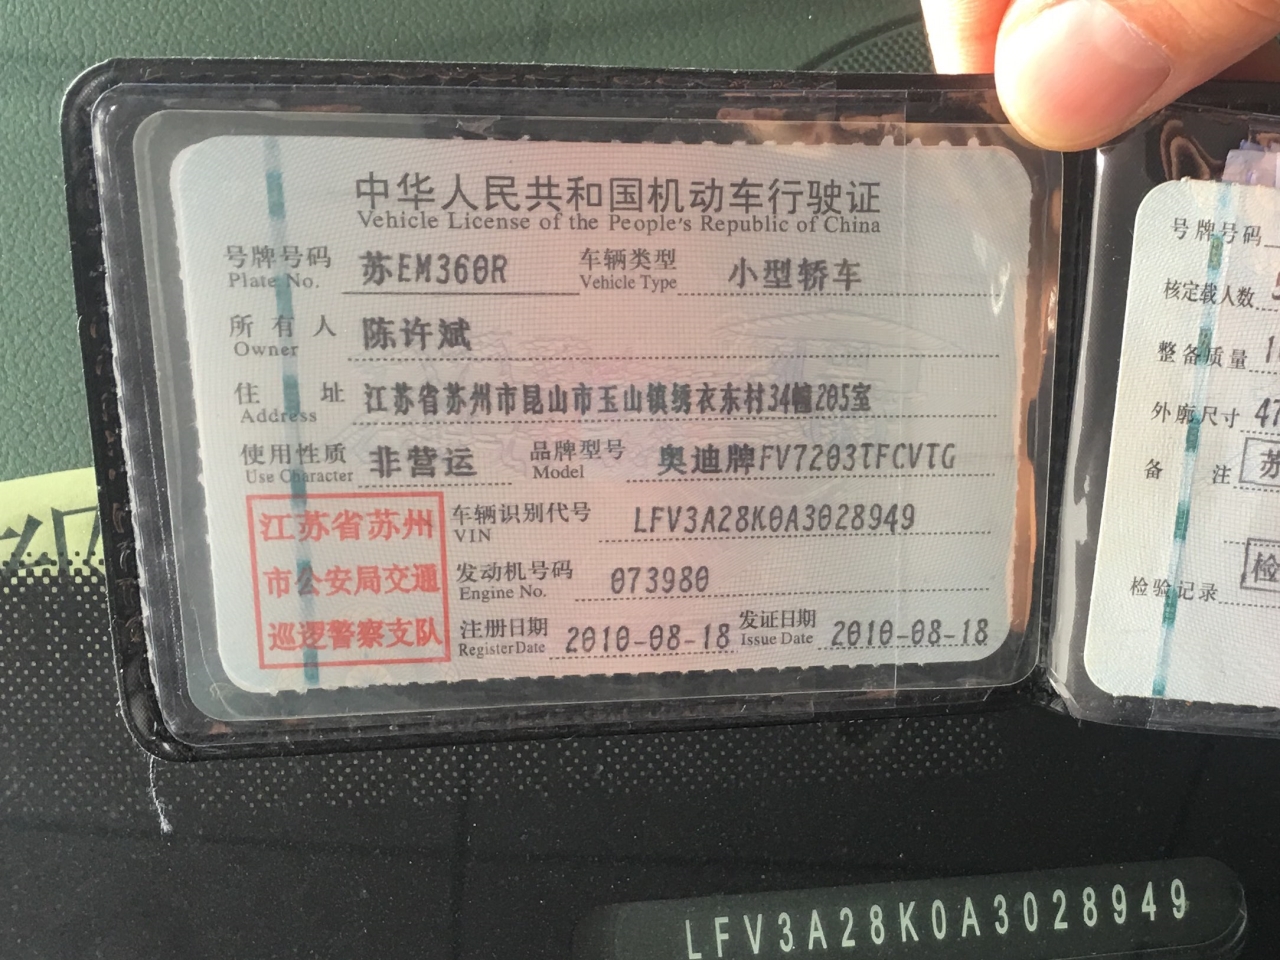 中华人民共和国机动车行驶证
Vehicle License of the People's Republic of China
号牌号码 苏EM360R 车辆类型 小型轿车
Plate No. Vehicle Type
所有人 陈许斌
Owner
住址 江苏省苏州市昆山市玉山镇绣衣东村34幢205室
Address
使用性质 非营运 品牌型号 奥迪牌FV7203TFCVTG
Use Character Model
江苏省苏州
市公安局交通
巡逻警察支队
车辆识别代号 LFV3A28K0A3028949
VIN
发动机号码 073980
Engine No.
注册日期 2010-08-18 发证日期 2010-08-18
Register Date Issue Date
号牌号码
核定载人数
整备质量
外廓尺寸 47
备注 苏
检
检验记录
LFV3A28K0A3028949